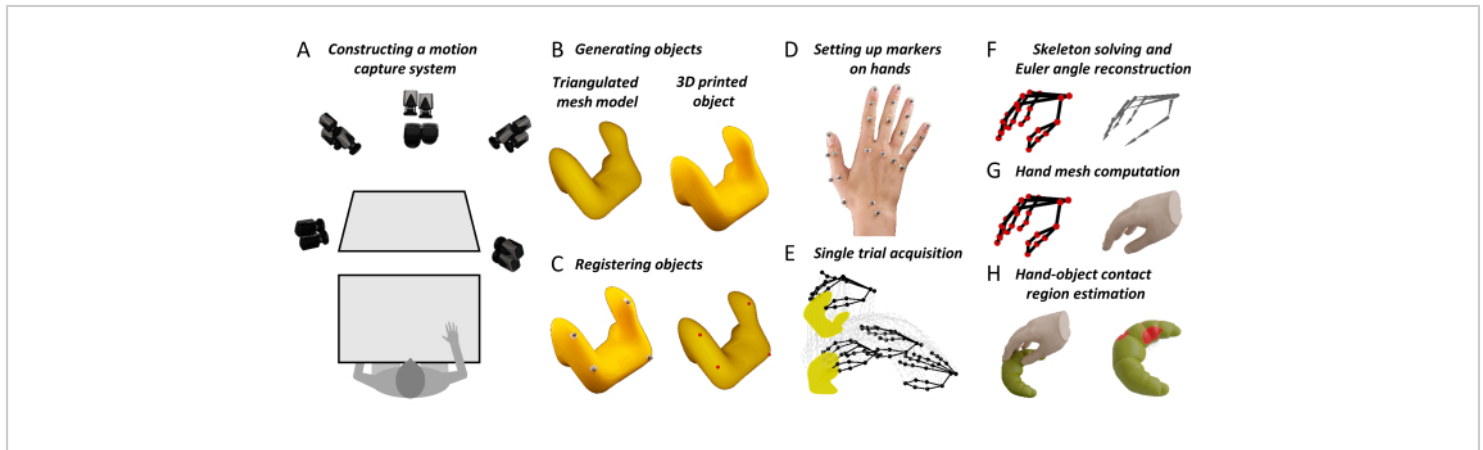 A Constructing a motion
capture system
B Generating objects
Triangulated
mesh model
3D printed
object
C Registering objects
D Setting up markers
on hands
E Single trial acquisition
F Skeleton solving and
Euler angle reconstruction
G Hand mesh computation
H Hand-object contact
region estimation